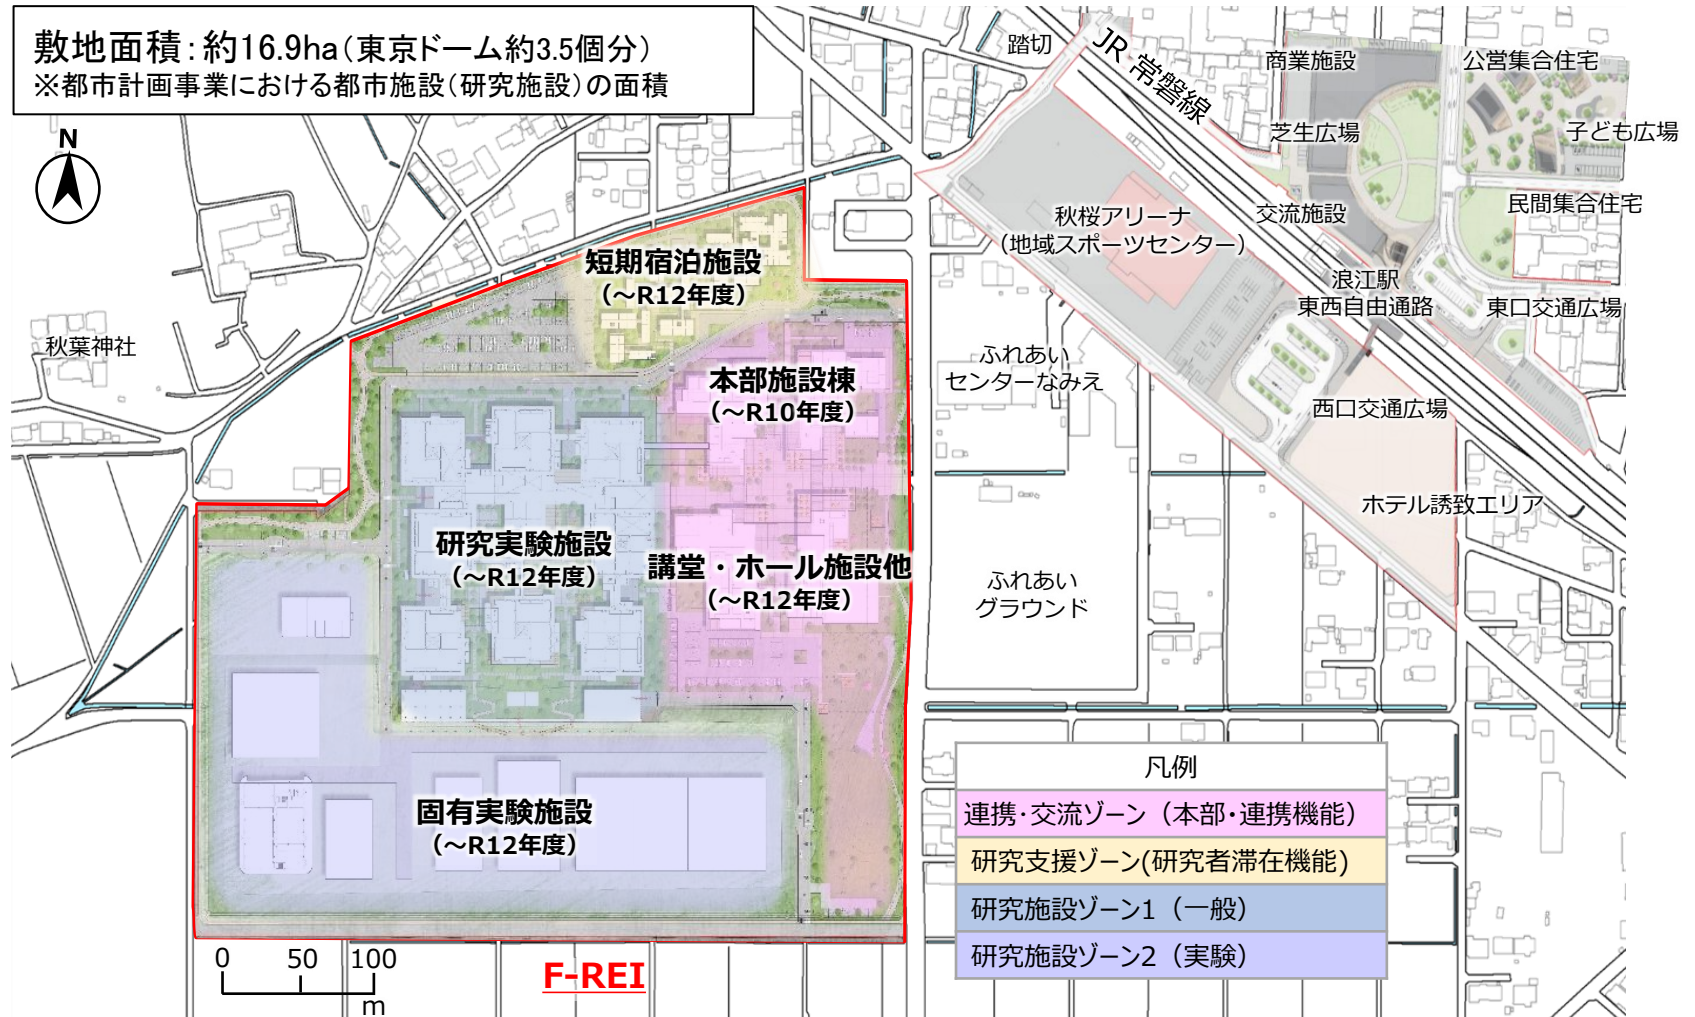 敷地面積：約16.9ha（東京ドーム約3.5個分）
※都市計画事業における都市施設（研究施設）の面積
N
踏切
JR 常磐線
商業施設
公営集合住宅
芝生広場
子ども広場
民間集合住宅
交流施設
秋桜アリーナ
（地域スポーツセンター）
浪江駅
東西自由通路
東口交通広場
西口交通広場
ホテル誘致エリア
ふれあい
センターなみえ
ふれあい
グラウンド
秋葉神社
短期宿泊施設
（～R12年度）
本部施設棟
（～R10年度）
研究実験施設
（～R12年度）
講堂・ホール施設他
（～R12年度）
固有実験施設
（～R12年度）
凡例
連携・交流ゾーン（本部・連携機能）
研究支援ゾーン(研究者滞在機能)
研究施設ゾーン1（一般）
研究施設ゾーン2（実験）
0 50 100
m
F-REI